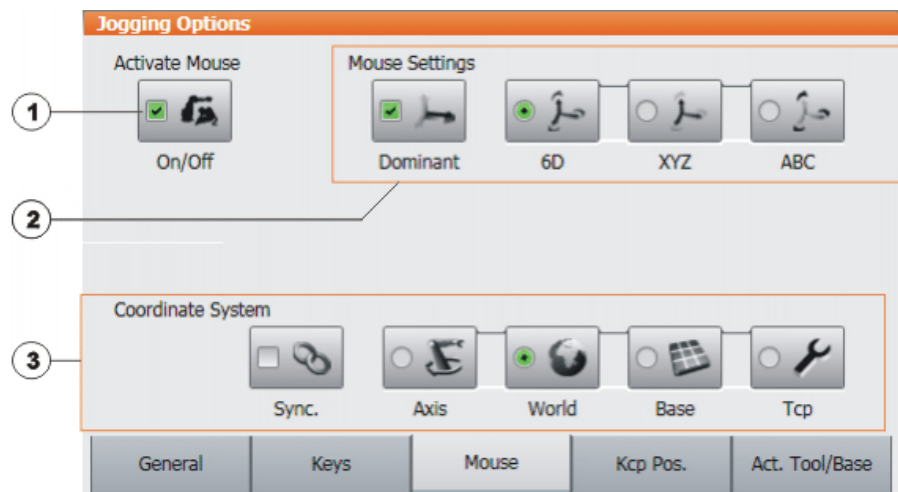 Jogging Options
Activate Mouse
Mouse Settings
1
On/Off
Dominant
6D
XYZ
ABC
2
Coordinate System
3
Sync.
Axis
World
Base
Tcp
General
Keys
Mouse
Kcp Pos.
Act. Tool/Base